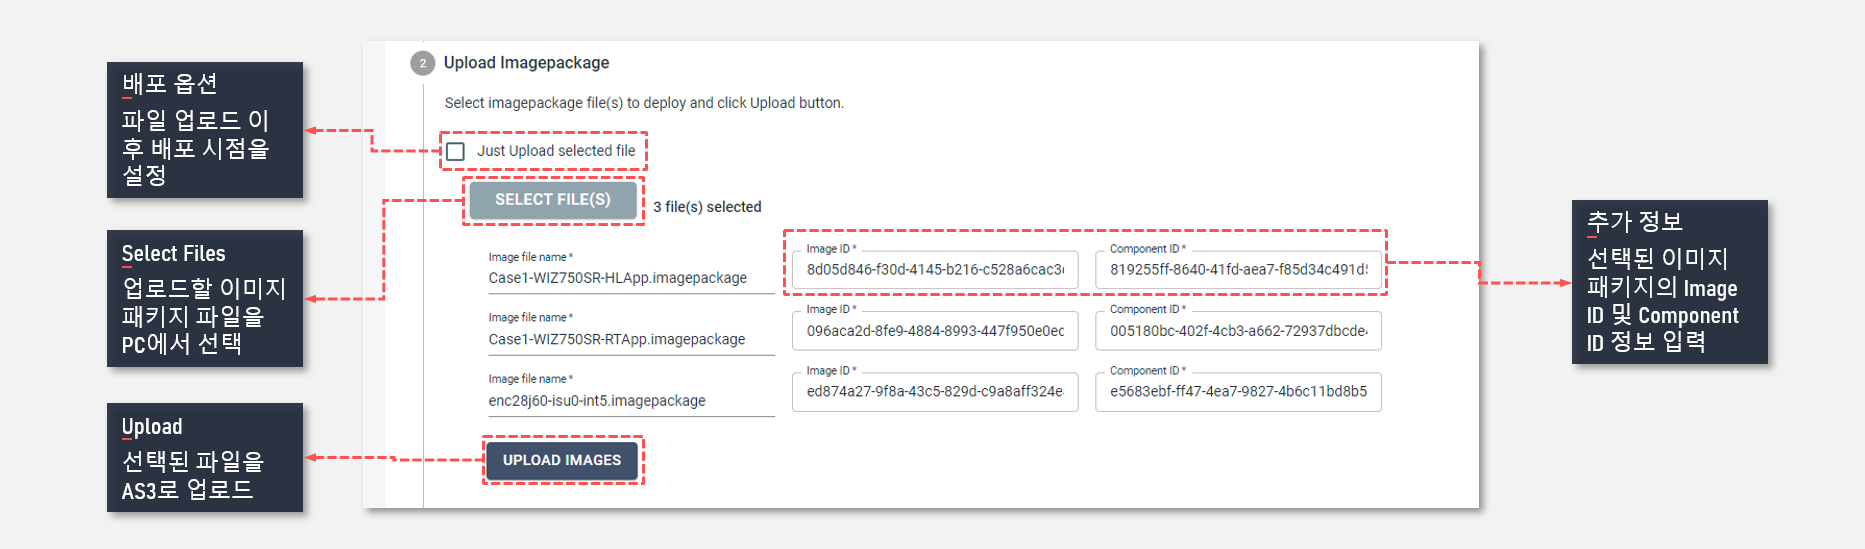 배포 옵션
파일 업로드 이
후 배포 시점을
설정
Select Files
업로드할 이미지
패키지 파일을
PC에서 선택
Upload
선택된 파일을
AS3로 업로드
2 Upload Imagepackage
Select imagepackage file(s) to deploy and click Upload button.
Just Upload selected file
SELECT FILE(S) 3 file(s) selected
Image file name * Image ID * Component ID *
Case1-WIZ750SR-HLApp.imagepackage 8d05d846-f30d-4145-b216-c528a6cac3 819255ff-8640-41fd-aea7-f85d34c491d
Image file name * Image ID * Component ID *
Case1-WIZ750SR-RTApp.imagepackage 096aca2d-8fe9-4884-8993-447f950e0ec 005180bc-402f-4cb3-a662-72937dbcde
Image file name * Image ID * Component ID *
enc28j60-isu0-int5.imagepackage ed874a27-9f8a-43c5-829d-c9a8aff324e e5683ebf-ff47-4ea7-9827-4b6c11bd8b5
UPLOAD IMAGES
추가 정보
선택된 이미지
패키지의 Image
ID 및 Component
ID 정보 입력